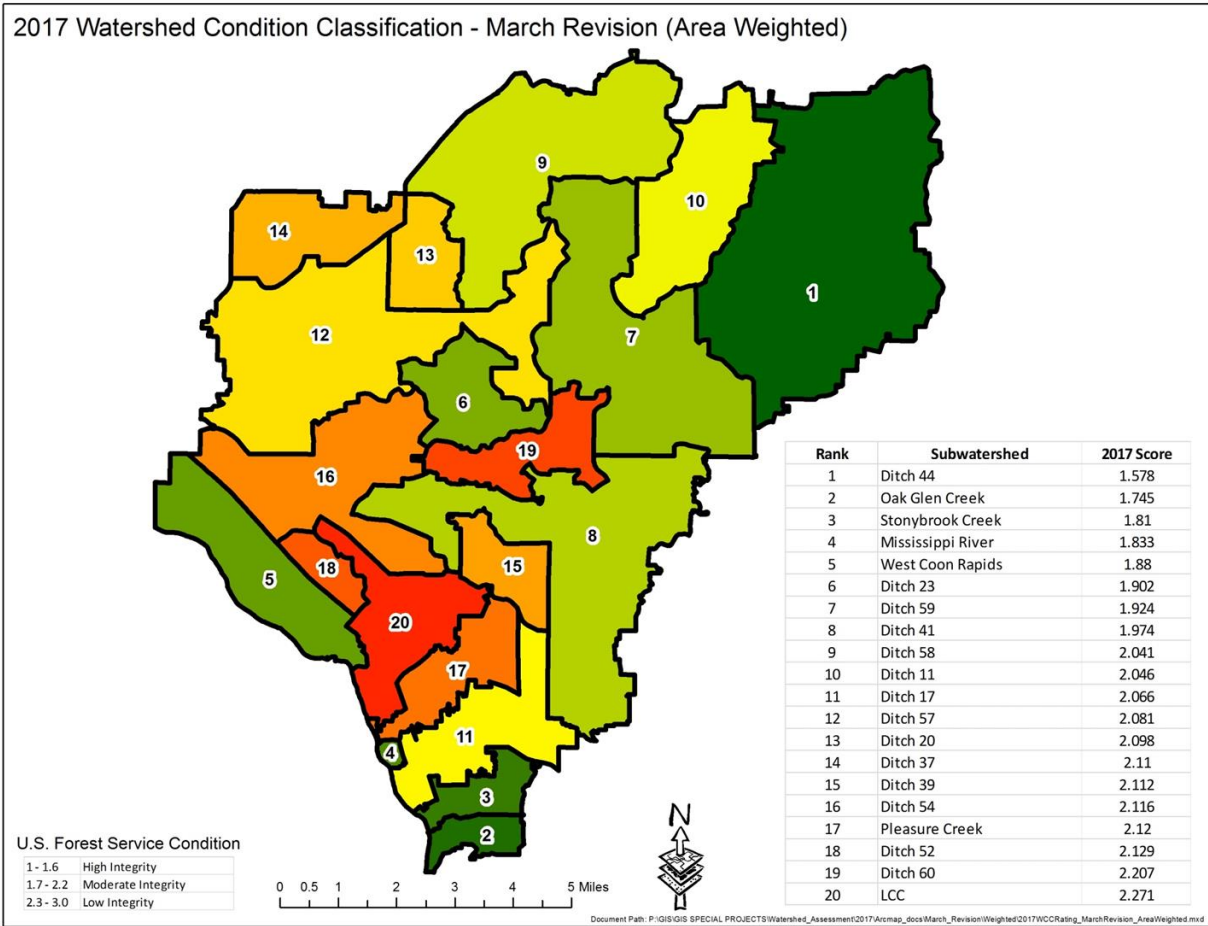 2017 Watershed Condition Classification - March Revision (Area Weighted)
9
10
14
13
1
12
7
6
19
16
8
15
18
5
20
17
11
4
3
2
Rank Subwatershed 2017 Score
1 Ditch 44 1.578
2 Oak Glen Creek 1.745
3 Stonybrook Creek 1.81
4 Mississippi River 1.833
5 West Coon Rapids 1.88
6 Ditch 23 1.902
7 Ditch 59 1.924
8 Ditch 41 1.974
9 Ditch 58 2.041
10 Ditch 11 2.046
11 Ditch 17 2.066
12 Ditch 57 2.081
13 Ditch 20 2.098
14 Ditch 37 2.11
15 Ditch 39 2.112
16 Ditch 54 2.116
17 Pleasure Creek 2.12
18 Ditch 52 2.129
19 Ditch 60 2.207
20 LCC 2.271
U.S. Forest Service Condition
1 - 1.6 High Integrity
1.7 - 2.2 Moderate Integrity
2.3 - 3.0 Low Integrity
0 0.5 1 2 3 4 5 Miles
N
Document Path: P:\GIS\GIS SPECIAL PROJECTS\Watershed_Assessment\2017\Arcmap_docs\March_Revision\Weighted\2017WCCRating_MarchRevision_AreaWeighted.mxd